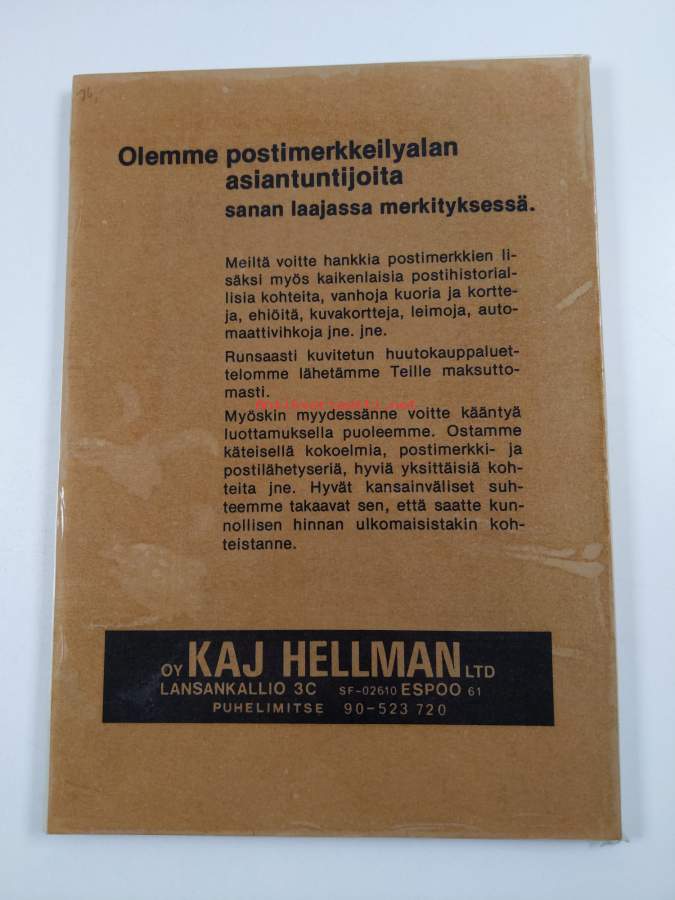 Olemme postimerkkeilyalan
asiantuntijoita
sanan laajassa merkityksessä.
Meiltä voitte hankkia postimerkkien li-
säksi myös kaikenlaisia postihistorial-
lisia kohteita, vanhoja kuoria ja kortte-
ja, ehiöitä, kuvakortteja, leimoja, auto-
maattivihkoja jne. jne.
Runsaasti kuvitetun huutokauppaluet-
telomme lähetämme Teille maksutto-
masti.
Myöskin myydessänne voitte kääntyä
luottamuksella puoleemme. Ostamme
käteisellä kokoelmia, postimerkki- ja
postilähetyseriä, hyviä yksittäisiä koh-
teita jne. Hyvät kansainväliset suh-
teemme takaavat sen, että saatte kun-
nollisen hinnan ulkomaisistakin koh-
teistanne.
OY KAJ HELLMAN LTD
LANSANKALLIO 3C SF-02610 ESPOO 61
PUHELIMITSE 90-523 720